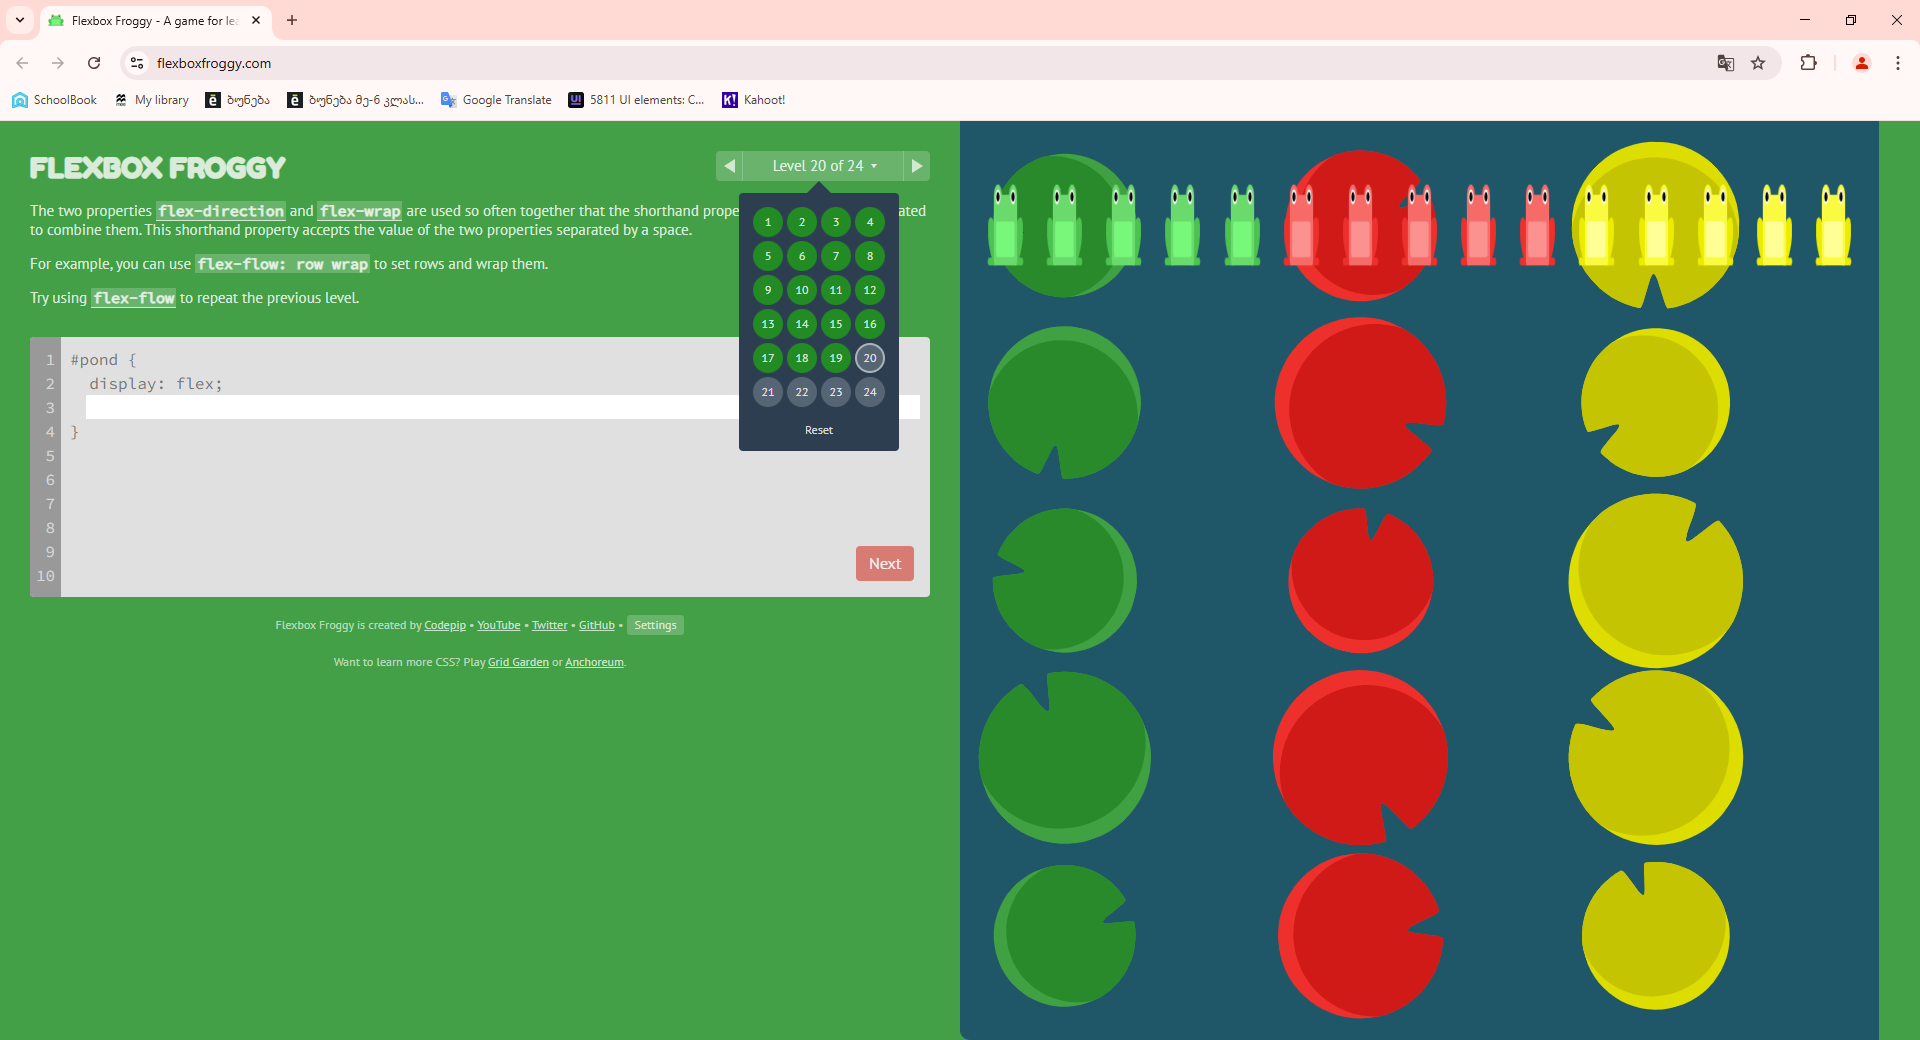 Flexbox Froggy - A game for lea
flexboxfroggy.com
SchoolBook
My library
ბუნება
ბუნება მე-6 კლას...
Google Translate
5811 UI elements: C...
Kahoot!
FLEXBOX FROGGY
Level 20 of 24
The two properties flex-direction and flex-wrap are used so often together that the shorthand prope ated
to combine them. This shorthand property accepts the value of the two properties separated by a space.
For example, you can use flex-flow: row wrap to set rows and wrap them.
Try using flex-flow to repeat the previous level.
1 2 3 4
5 6 7 8
9 10 11 12
13 14 15 16
17 18 19 20
21 22 23 24
Reset
1 #pond {
2 display: flex;
3
4 }
5
6
7
8
9
10
Next
Flexbox Froggy is created by Codepip • YouTube • Twitter • GitHub • Settings
Want to learn more CSS? Play Grid Garden or Anchoreum.